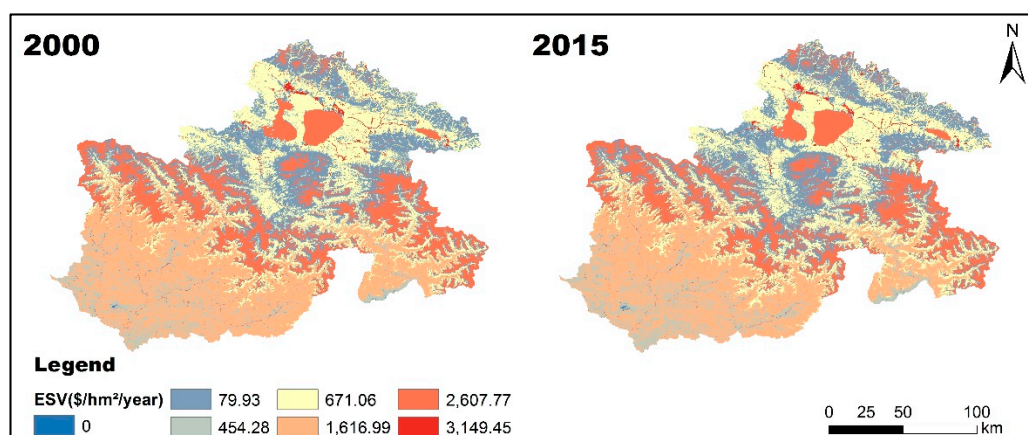 2000
2015
N
Legend
ESV($/hm²/year)
79.93
671.06
2,607.77
0
454.28
1,616.99
3,149.45
0 25 50 100
km